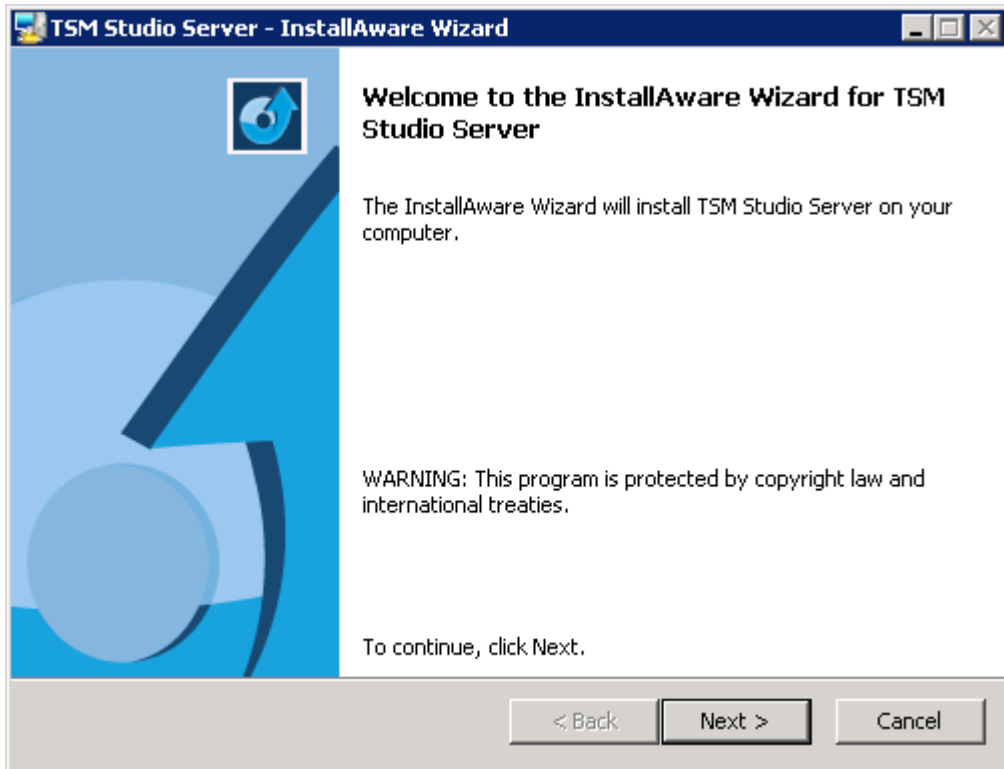 TSM Studio Server - InstallAware Wizard
Welcome to the InstallAware Wizard for TSM
Studio Server
The InstallAware Wizard will install TSM Studio Server on your
computer.
WARNING: This program is protected by copyright law and
international treaties.
To continue, click Next.
< Back
Next >
Cancel